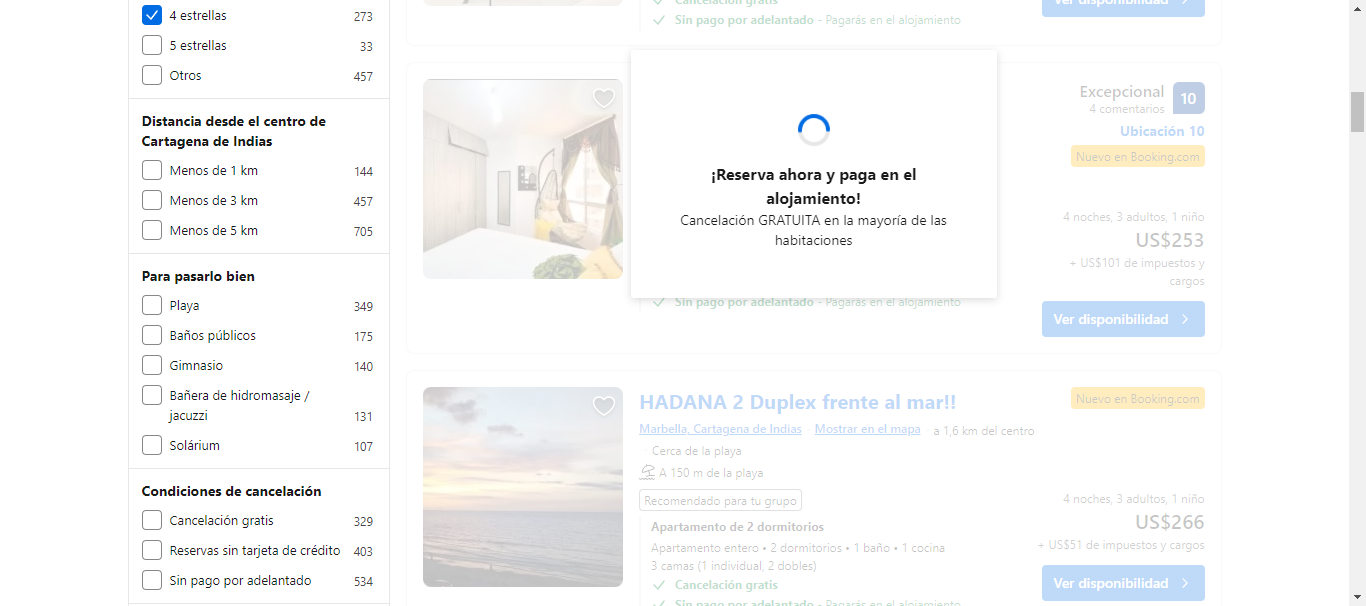 4 estrellas 273
5 estrellas 33
Otros 457
Distancia desde el centro de
Cartagena de Indias
Menos de 1 km 144
Menos de 3 km 457
Menos de 5 km 705
Para pasarlo bien
Playa 349
Baños públicos 175
Gimnasio 140
Bañera de hidromasaje /
jacuzzi 131
Solárium 107
Condiciones de cancelación
Cancelación gratis 329
Reservas sin tarjeta de crédito 403
Sin pago por adelantado 534
Cancelación gratis
Sin pago por adelantado - Pagarás en el alojamiento
Ver disponibilidad
¡Reserva ahora y paga en el
alojamiento!
Cancelación GRATUITA en la mayoría de las
habitaciones
Excepcional 10
4 comentarios
Ubicación 10
Nuevo en Booking.com
4 noches, 3 adultos, 1 niño
US$253
+ US$101 de impuestos y
cargos
Sin pago por adelantado - Pagarás en el alojamiento
Ver disponibilidad
HADANA 2 Duplex frente al mar!!
Nuevo en Booking.com
Marbella, Cartagena de Indias · Mostrar en el mapa · a 1,6 km del centro
Cerca de la playa
A 150 m de la playa
Recomendado para tu grupo
Apartamento de 2 dormitorios
Apartamento entero • 2 dormitorios • 1 baño • 1 cocina
3 camas (1 individual, 2 dobles)
Cancelación gratis
Sin pago por adelantado - Pagarás en el alojamiento
4 noches, 3 adultos, 1 niño
US$266
+ US$51 de impuestos y cargos
Ver disponibilidad